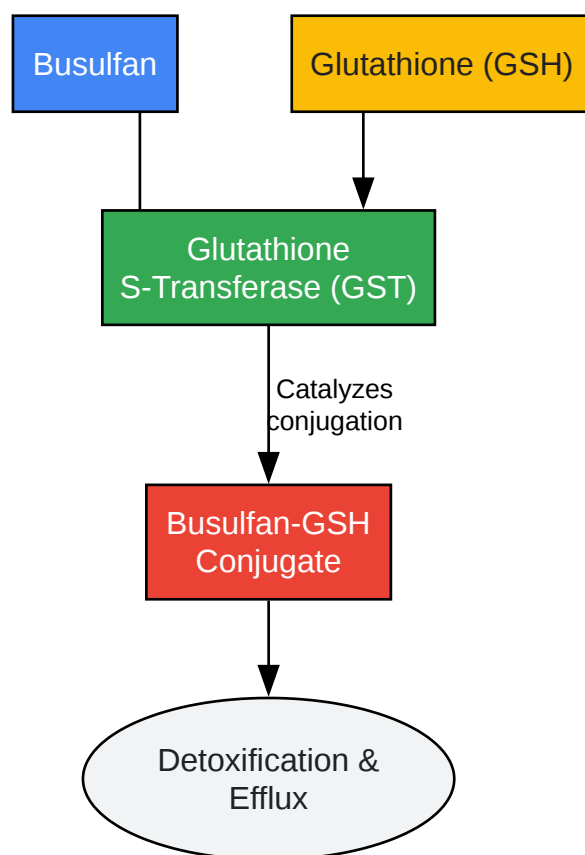 Busulfan
Glutathione (GSH)
Glutathione
S-Transferase (GST)
Catalyzes
conjugation
Busulfan-GSH
Conjugate
Detoxification &
Efflux